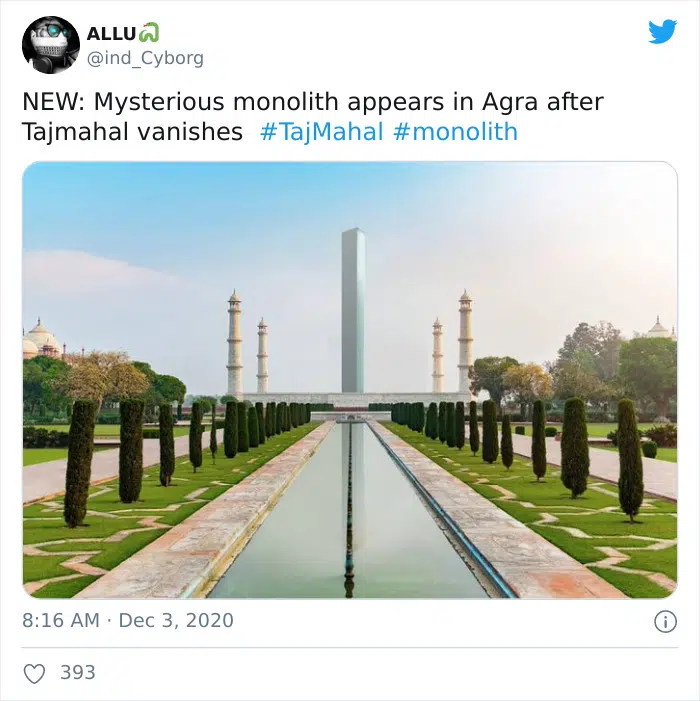 ALLU
@ind_Cyborg
NEW: Mysterious monolith appears in Agra after
Tajmahal vanishes #TajMahal #monolith
8:16 AM · Dec 3, 2020
393